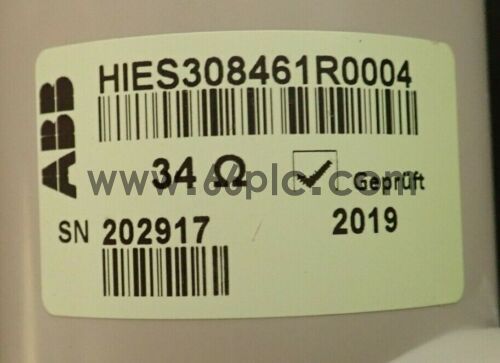 ABB
HIES308461R0004
34 Ω
Geprüft
www.66plc.com
SN 202917
2019